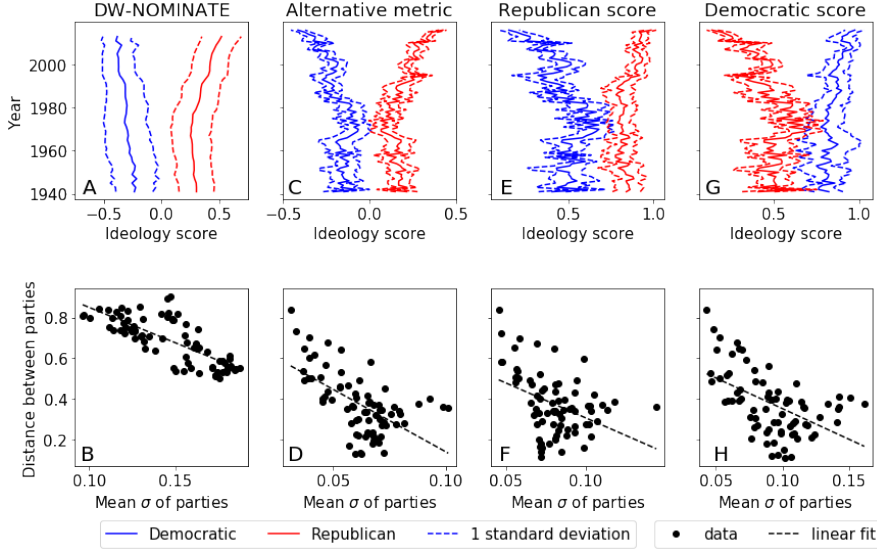 DW-NOMINATE Alternative metric Republican score Democratic score
Year
2000
1980
1960
1940
A C E G
−0.5 0.0 0.5 −0.5 0.0 0.5 0.5 1.0 0.0 0.5 1.0
Ideology score Ideology score Ideology score Ideology score
Distance between parties
0.8
0.6
0.4
0.2
B D F H
0.100 0.150 0.05 0.10 0.05 0.10 0.05 0.10 0.15
Mean σ of parties Mean σ of parties Mean σ of parties Mean σ of parties
Democratic Republican 1 standard deviation data linear fit